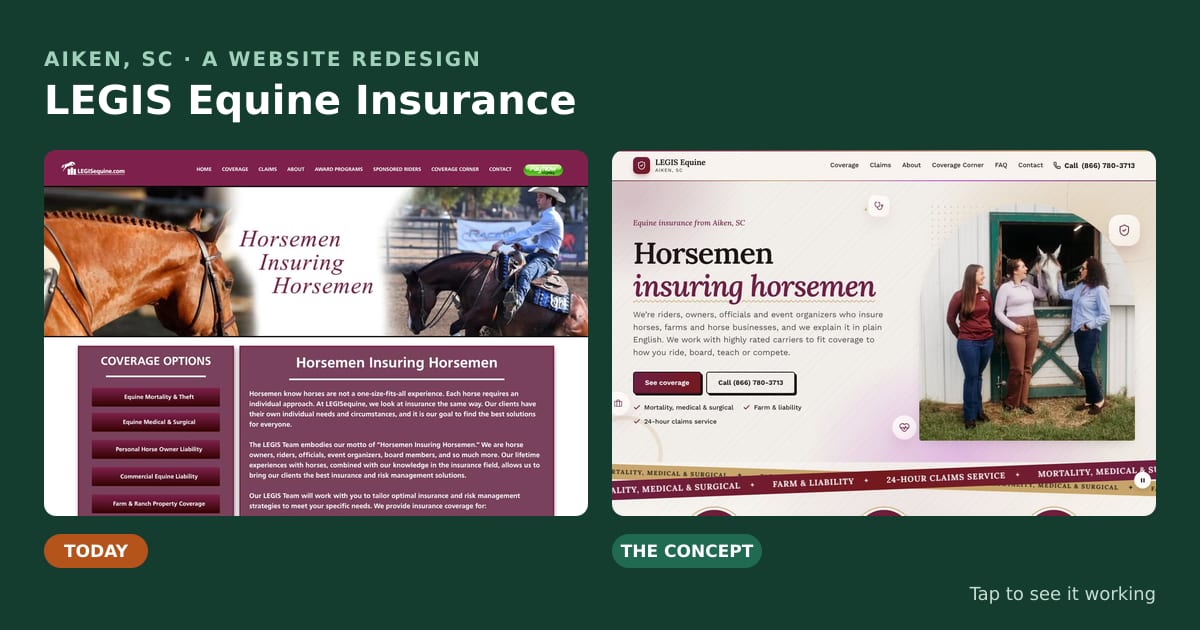 AIKEN, SC · A WEBSITE REDESIGN
LEGIS Equine Insurance
LEGISequine.com
HOME COVERAGE CLAIMS ABOUT AWARD PROGRAMS SPONSORED RIDERS COVERAGE CORNER CONTACT
Horsemen
Insuring
Horsemen
COVERAGE OPTIONS
Equine Mortality & Theft
Equine Medical & Surgical
Personal Horse Owner Liability
Commercial Equine Liability
Farm & Ranch Property Coverage
Horsemen Insuring Horsemen
Horsemen know horses are not a one-size-fits-all experience. Each horse requires an
individual approach. At LEGISequine, we look at insurance the same way. Our clients have
their own individual needs and circumstances, and it is our goal to find the best solutions
for everyone.
The LEGIS Team embodies our motto of "Horsemen Insuring Horsemen." We are horse
owners, riders, officials, event organizers, board members, and so much more. Our lifetime
experiences with horses, combined with our knowledge in the insurance field, allows us to
bring our clients the best insurance and risk management solutions.
Our LEGIS Team will work with you to tailor optimal insurance and risk management
strategies to meet your specific needs. We provide insurance coverage for:
TODAY
LEGIS Equine
AIKEN, SC
Coverage Claims About Coverage Corner FAQ Contact Call (866) 780-3713
Equine insurance from Aiken, SC
Horsemen
insuring horsemen
We're riders, owners, officials and event organizers who insure
horses, farms and horse businesses, and we explain it in plain
English. We work with highly rated carriers to fit coverage to
how you ride, board, teach or compete.
See coverage Call (866) 780-3713
Mortality, medical & surgical Farm & liability
24-hour claims service
ALITY, MEDICAL & SURGICAL FARM & LIABILITY 24-HOUR CLAIMS SERVICE MORTALITY, MEDICAL & SU
THE CONCEPT
Tap to see it working